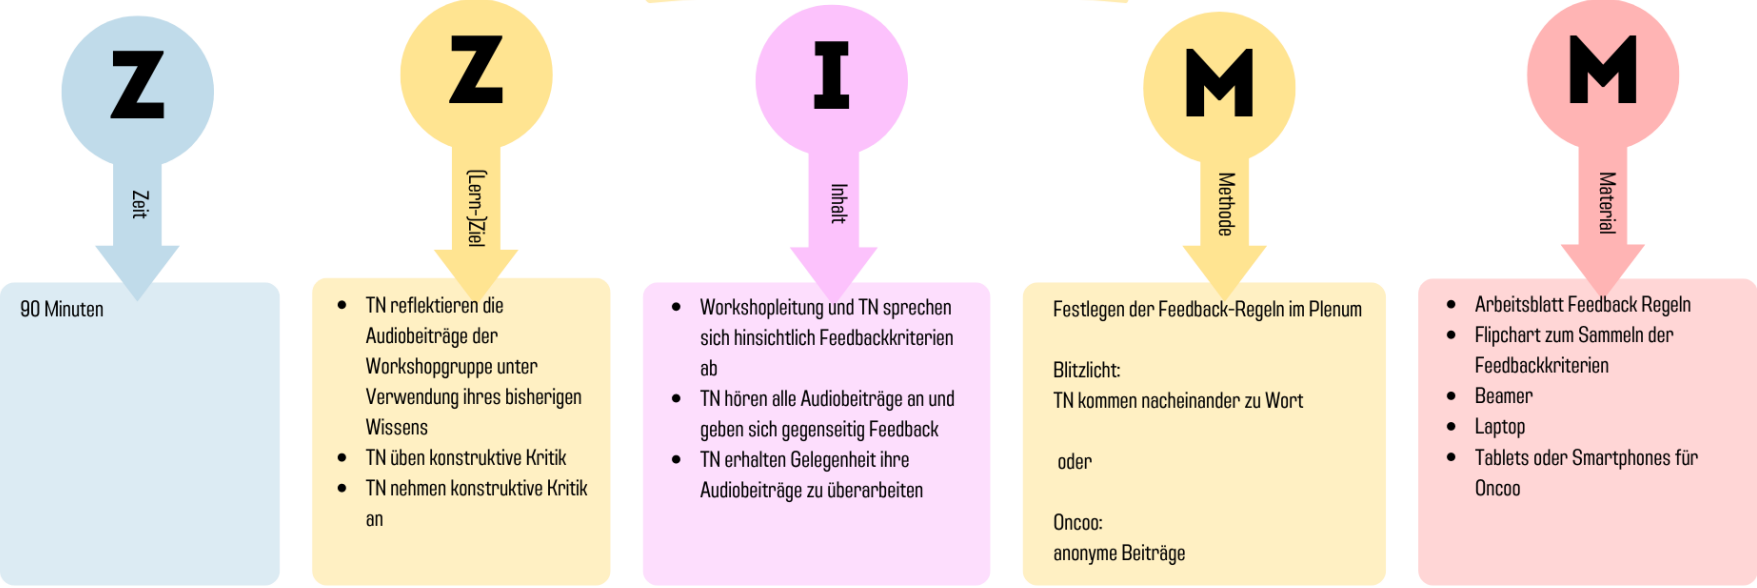 Z
Zeit
90 Minuten
Z
(Lern-)Ziel
• TN reflektieren die
Audiobeiträge der
Workshopgruppe unter
Verwendung ihres bisherigen
Wissens
• TN üben konstruktive Kritik
• TN nehmen konstruktive Kritik
an
I
Inhalt
• Workshopleitung und TN sprechen
sich hinsichtlich Feedbackkriterien
ab
• TN hören alle Audiobeiträge an und
geben sich gegenseitig Feedback
• TN erhalten Gelegenheit ihre
Audiobeiträge zu überarbeiten
M
Methode
Festlegen der Feedback-Regeln im Plenum
Blitzlicht:
TN kommen nacheinander zu Wort
oder
Oncoo:
anonyme Beiträge
M
Material
• Arbeitsblatt Feedback Regeln
• Flipchart zum Sammeln der
Feedbackkriterien
• Beamer
• Laptop
• Tablets oder Smartphones für
Oncoo